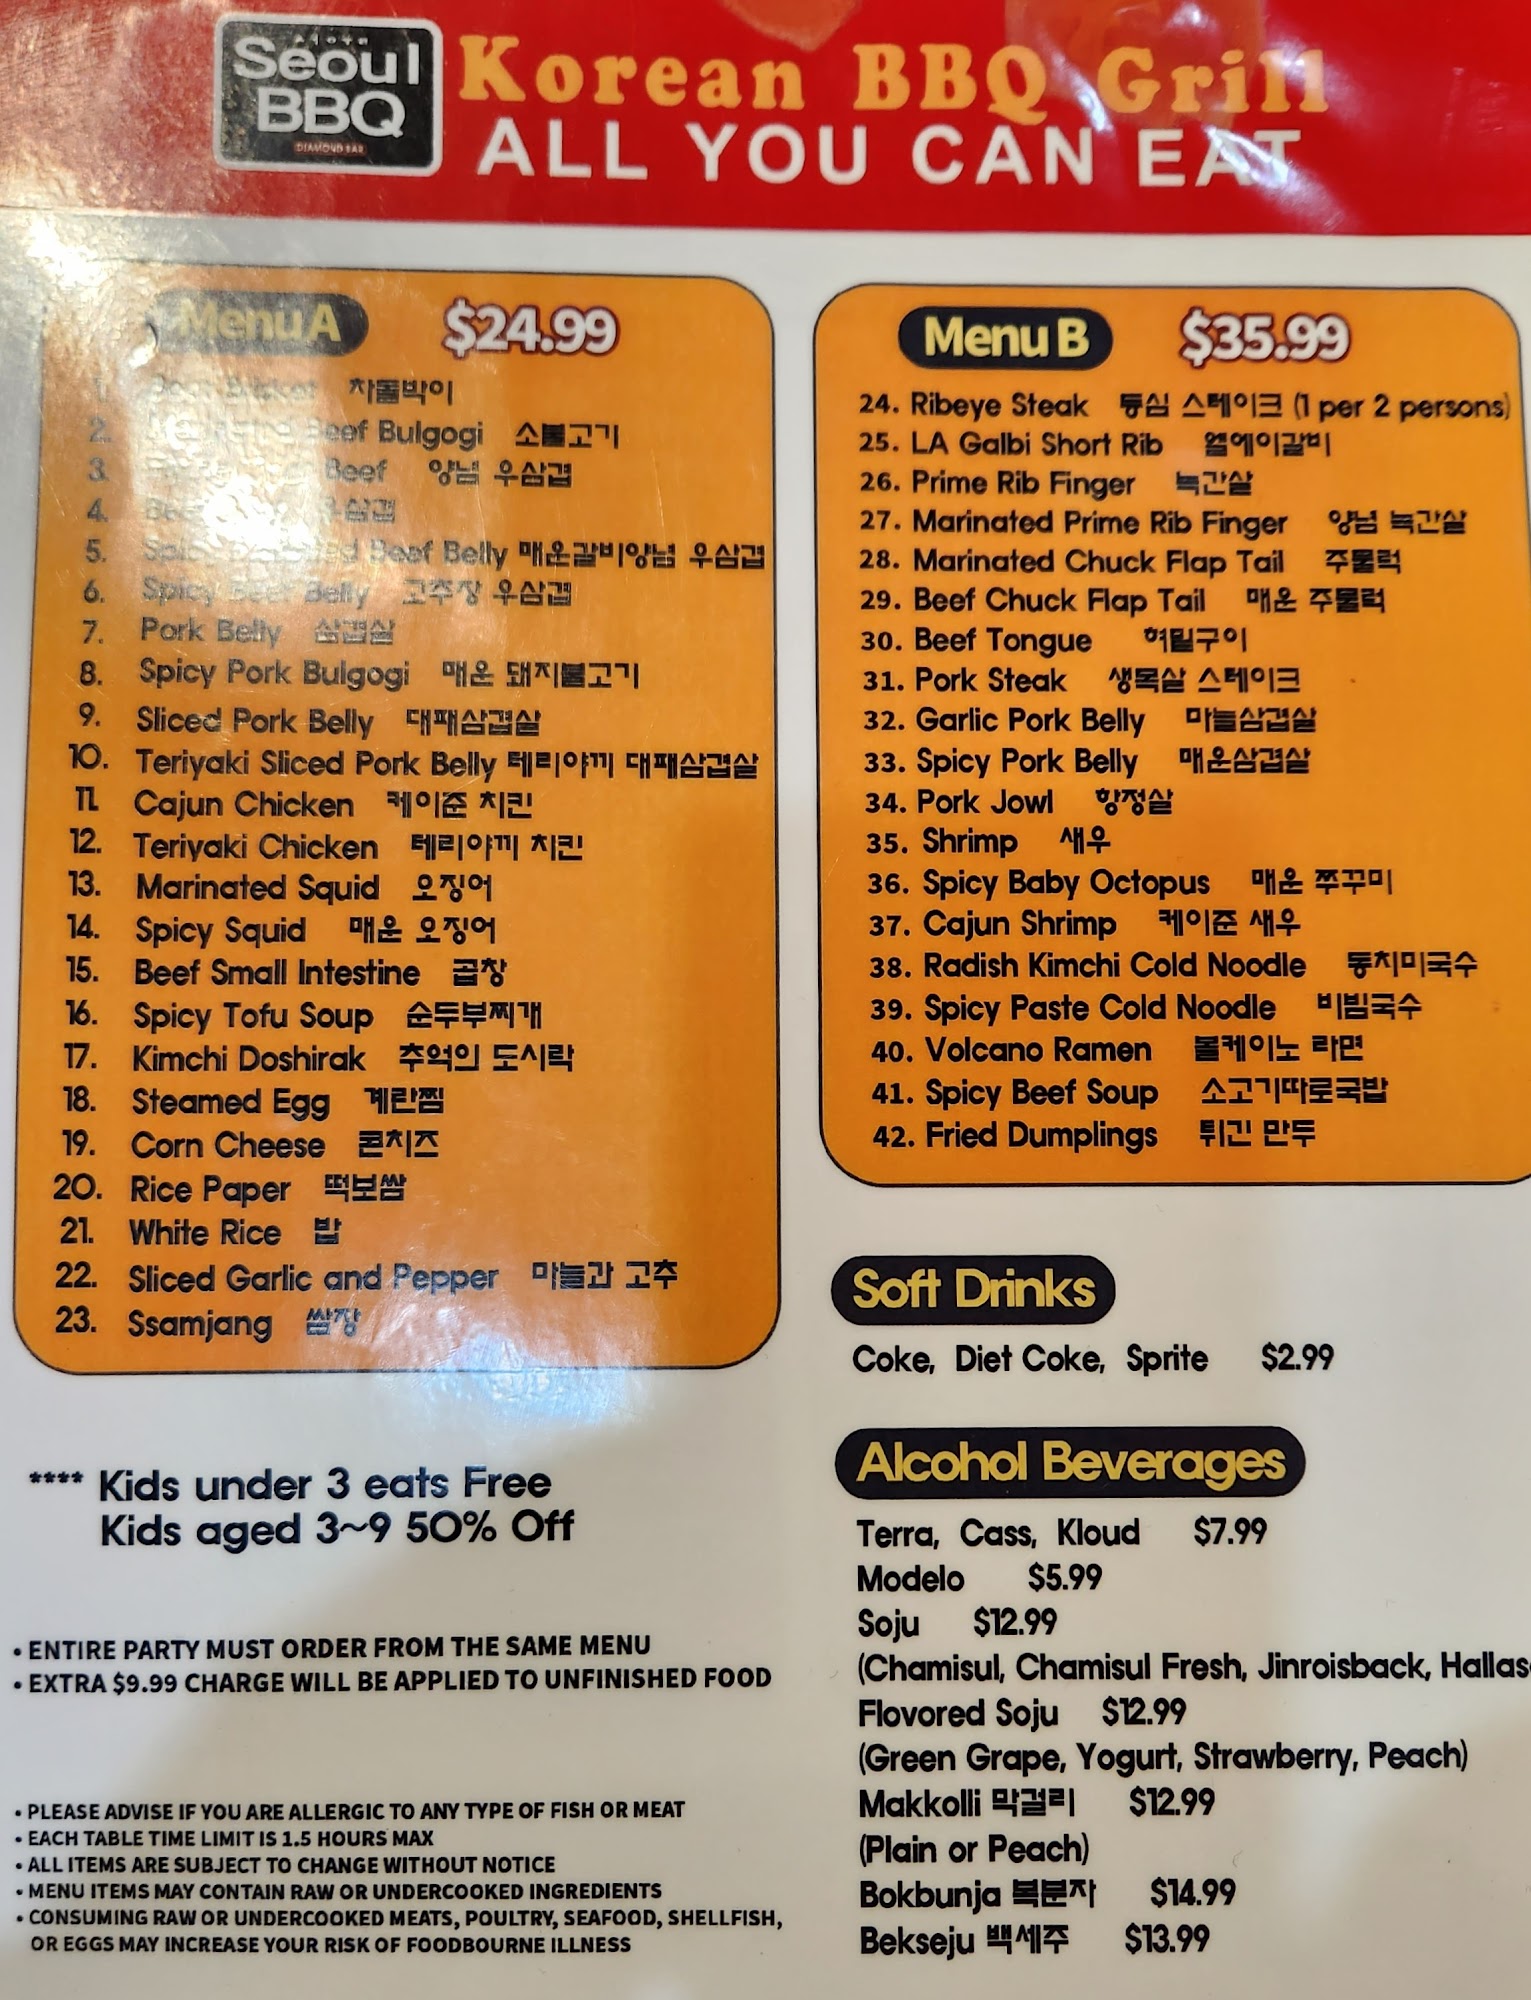 Seoul
BBQ
DIAMOND BAR
Korean BBQ Grill
ALL YOU CAN EAT
Menu A $24.99
1. 차돌박이
2. Beef Bulgogi 소불고기
3. Beef 양념 우삼겹
4. 우삼겹
5. Beef Belly 매운갈비양념 우삼겹
6. Spicy Beef Belly 고추장 우삼겹
7. Pork Belly 삼겹살
8. Spicy Pork Bulgogi 매운 돼지불고기
9. Sliced Pork Belly 대패삼겹살
10. Teriyaki Sliced Pork Belly 테리야끼 대패삼겹살
11. Cajun Chicken 케이준 치킨
12. Teriyaki Chicken 테리야끼 치킨
13. Marinated Squid 오징어
14. Spicy Squid 매운 오징어
15. Beef Small Intestine 곱창
16. Spicy Tofu Soup 순두부찌개
17. Kimchi Doshirak 추억의 도시락
18. Steamed Egg 계란찜
19. Corn Cheese 콘치즈
20. Rice Paper 떡보쌈
21. White Rice 밥
22. Sliced Garlic and Pepper 마늘과 고추
23. Ssamjang 쌈장
**** Kids under 3 eats Free
Kids aged 3~9 50% Off
• ENTIRE PARTY MUST ORDER FROM THE SAME MENU
• EXTRA $9.99 CHARGE WILL BE APPLIED TO UNFINISHED FOOD
• PLEASE ADVISE IF YOU ARE ALLERGIC TO ANY TYPE OF FISH OR MEAT
• EACH TABLE TIME LIMIT IS 1.5 HOURS MAX
• ALL ITEMS ARE SUBJECT TO CHANGE WITHOUT NOTICE
• MENU ITEMS MAY CONTAIN RAW OR UNDERCOOKED INGREDIENTS
• CONSUMING RAW OR UNDERCOOKED MEATS, POULTRY, SEAFOOD, SHELLFISH,
OR EGGS MAY INCREASE YOUR RISK OF FOODBOURNE ILLNESS
Menu B $35.99
24. Ribeye Steak 등심 스테이크 (1 per 2 persons)
25. LA Galbi Short Rib 엘에이갈비
26. Prime Rib Finger 늑간살
27. Marinated Prime Rib Finger 양념 늑간살
28. Marinated Chuck Flap Tail 주물럭
29. Beef Chuck Flap Tail 매운 주물럭
30. Beef Tongue 혀밑구이
31. Pork Steak 생목살 스테이크
32. Garlic Pork Belly 마늘삼겹살
33. Spicy Pork Belly 매운삼겹살
34. Pork Jowl 항정살
35. Shrimp 새우
36. Spicy Baby Octopus 매운 쭈꾸미
37. Cajun Shrimp 케이준 새우
38. Radish Kimchi Cold Noodle 동치미국수
39. Spicy Paste Cold Noodle 비빔국수
40. Volcano Ramen 볼케이노 라면
41. Spicy Beef Soup 소고기따로국밥
42. Fried Dumplings 튀긴 만두
Soft Drinks
Coke, Diet Coke, Sprite $2.99
Alcohol Beverages
Terra, Cass, Kloud $7.99
Modelo $5.99
Soju $12.99
(Chamisul, Chamisul Fresh, Jinroisback, Hallas
Flovored Soju $12.99
(Green Grape, Yogurt, Strawberry, Peach)
Makkolli 막걸리 $12.99
(Plain or Peach)
Bokbunja 복분자 $14.99
Bekseju 백세주 $13.99